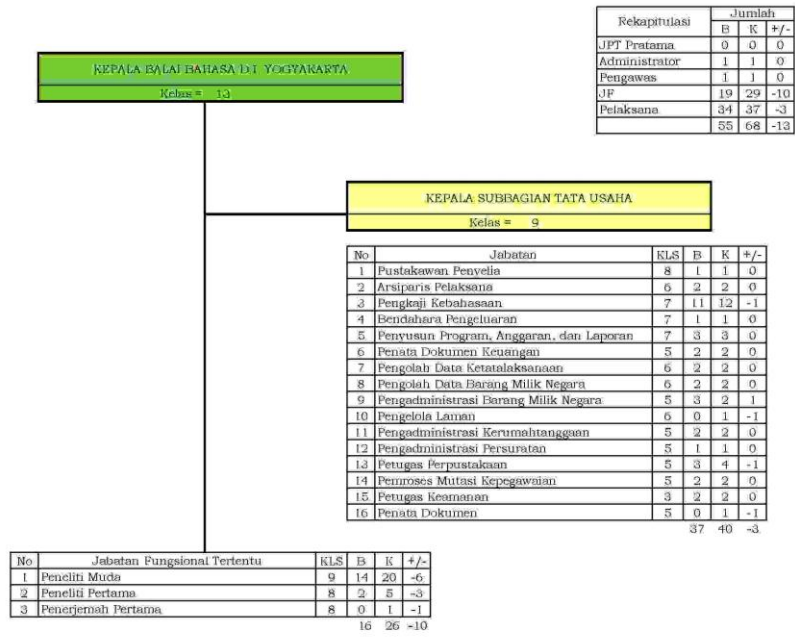 Rekapitulasi Jumlah
B K +/-
JPT Pratama 0 0 0
Administrator 1 1 0
Pengawas 1 1 0
JF 19 29 -10
Pelaksana 34 37 -3
55 68 -13
KEPALA BALAI BAHASA D.I. YOGYAKARTA
Kelas = 13
KEPALA SUBBAGIAN TATA USAHA
Kelas = 9
No Jabatan KLS B K +/-
1 Pustakawan Penyelia 8 1 1 0
2 Arsiparis Pelaksana 6 2 2 0
3 Pengkaji Kebahasaan 7 11 12 -1
4 Bendahara Pengeluaran 7 1 1 0
5 Penyusun Program, Anggaran, dan Laporan 7 3 3 0
6 Penata Dokumen Keuangan 5 2 2 0
7 Pengolah Data Ketatalaksanaan 6 2 2 0
8 Pengolah Data Barang Milik Negara 6 2 2 0
9 Pengadministrasi Barang Milik Negara 5 3 2 1
10 Pengelola Laman 6 0 1 -1
11 Pengadministrasi Kerumahtanggaan 5 2 2 0
12 Pengadministrasi Persuratan 5 1 1 0
13 Petugas Perpustakaan 5 3 4 -1
14 Pemroses Mutasi Kepegawaian 5 2 2 0
15 Petugas Keamanan 3 2 2 0
16 Penata Dokumen 5 0 1 -1
37 40 -3
No Jabatan Fungsional Tertentu KLS B K +/-
1 Peneliti Muda 9 14 20 -6
2 Peneliti Pertama 8 2 5 -3
3 Penerjemah Pertama 8 0 1 -1
16 26 -10